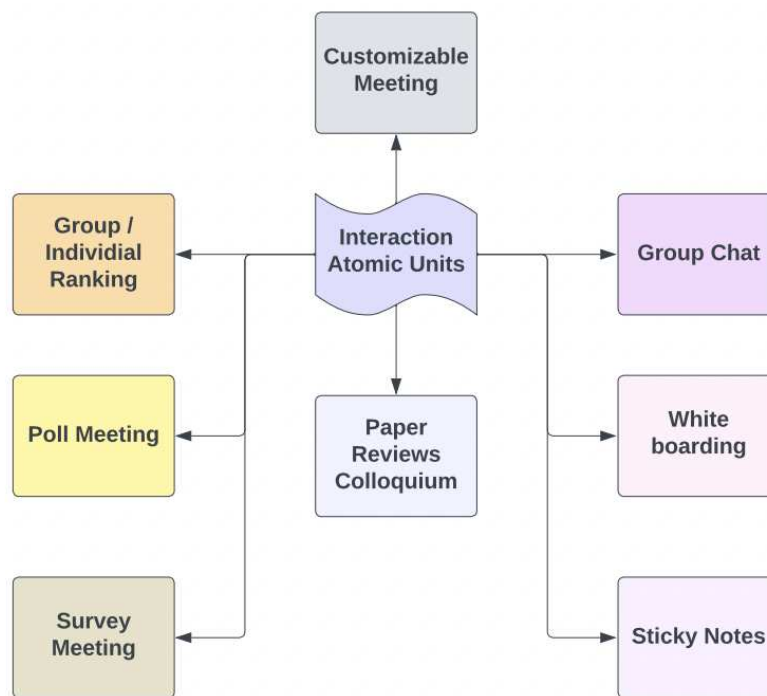 Customizable
Meeting
Group /
Individial
Ranking
Interaction
Atomic Units
Group Chat
Poll Meeting
Paper
Reviews
Colloquium
White
boarding
Survey
Meeting
Sticky Notes